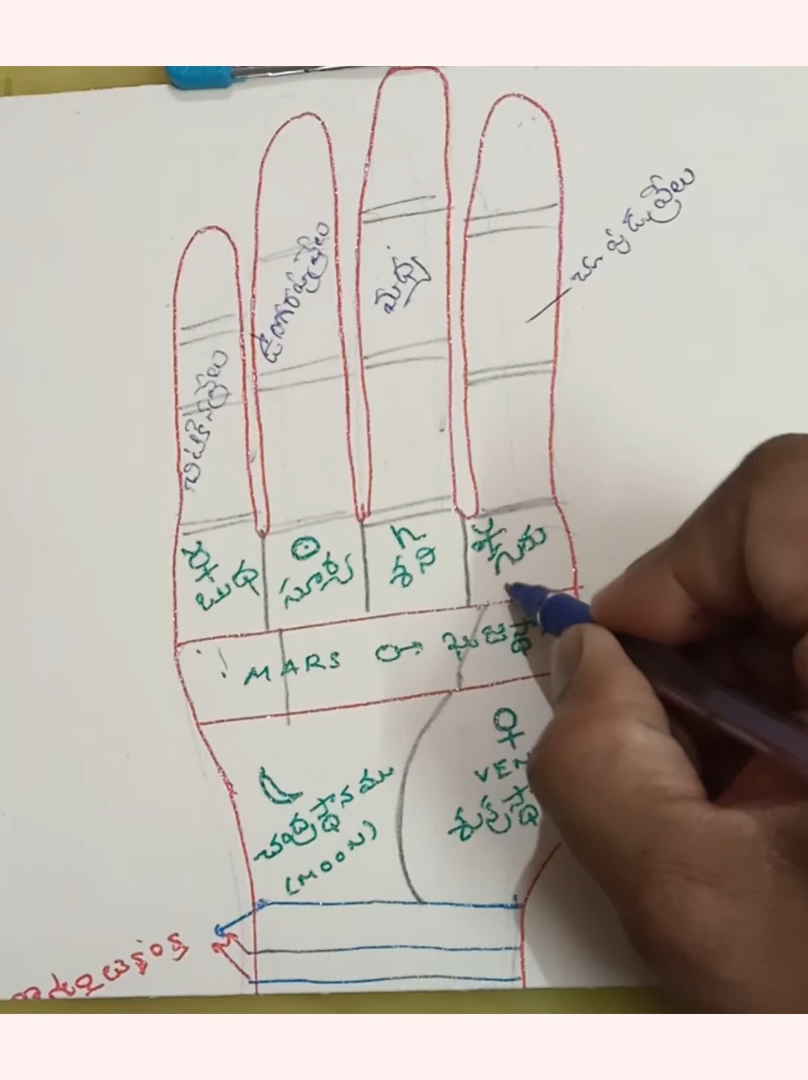 చూపుడువేలు
మధ్య
ఉంగరపువ్రేలు
చిటికినవ్రేలు
బుధ
సూర్య
శని
గురు
MARS
చంద్రస్థానము
(MOON)
VEN